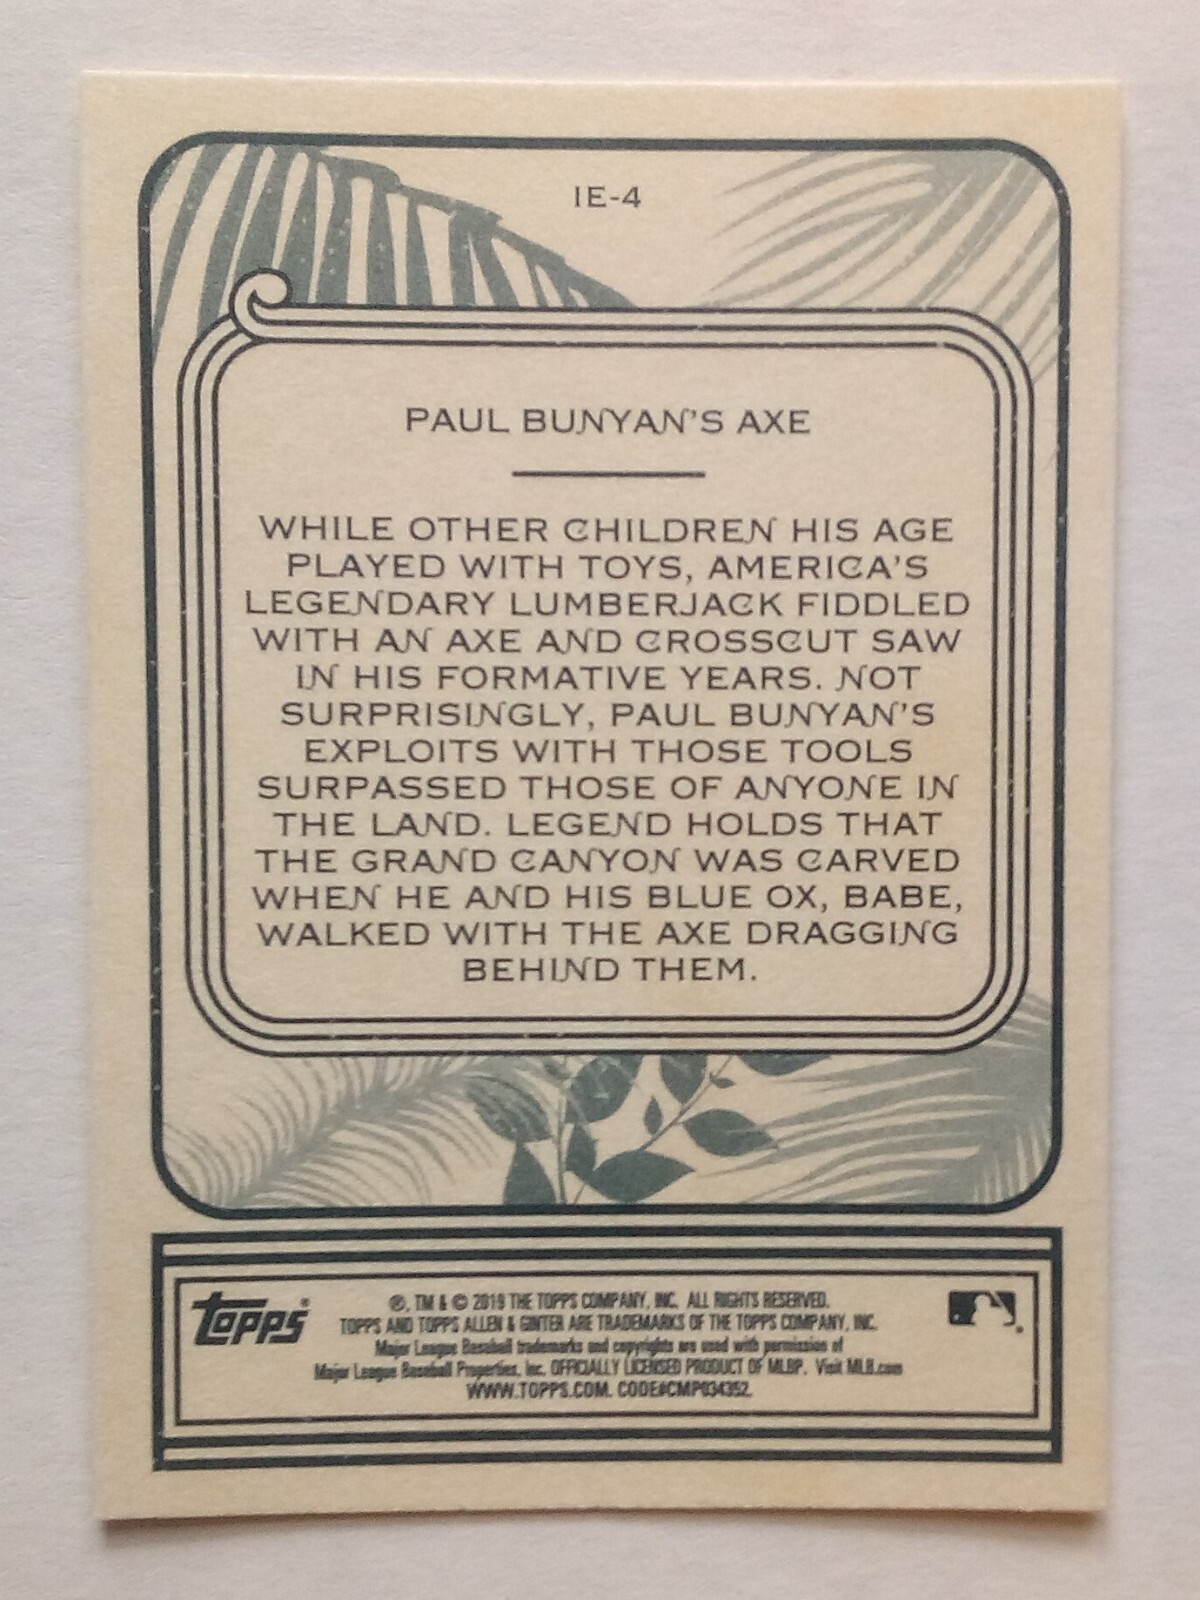 IE-4
PAUL BUNYAN'S AXE
WHILE OTHER CHILDREN HIS AGE
PLAYED WITH TOYS, AMERICA'S
LEGENDARY LUMBERJACK FIDDLED
WITH AN AXE AND CROSSCUT SAW
IN HIS FORMATIVE YEARS. NOT
SURPRISINGLY, PAUL BUNYAN'S
EXPLOITS WITH THOSE TOOLS
SURPASSED THOSE OF ANYONE IN
THE LAND. LEGEND HOLDS THAT
THE GRAND CANYON WAS CARVED
WHEN HE AND HIS BLUE OX, BABE,
WALKED WITH THE AXE DRAGGING
BEHIND THEM.
topps®
®, TM & © 2019 THE TOPPS COMPANY, INC. ALL RIGHTS RESERVED.
TOPPS AND TOPPS ALLEN & GINTER ARE TRADEMARKS OF THE TOPPS COMPANY, INC.
Major League Baseball trademarks and copyrights are used with permission of
Major League Baseball Properties, Inc. OFFICIALLY LICENSED PRODUCT OF MLBP. Visit MLB.com
WWW.TOPPS.COM. CODE#CMP034352.